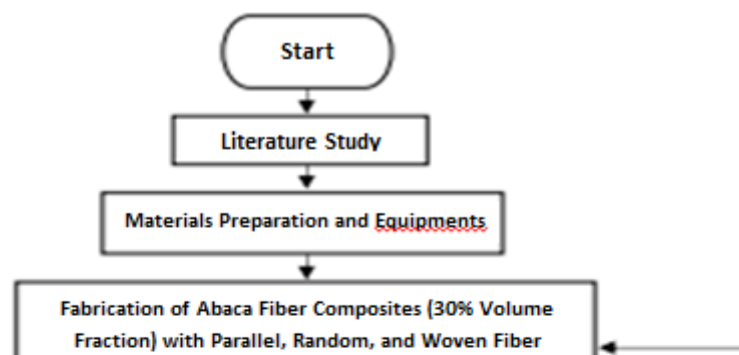 Start
Literature Study
Materials Preparation and Equipments
Fabrication of Abaca Fiber Composites (30% Volume
Fraction) with Parallel, Random, and Woven Fiber